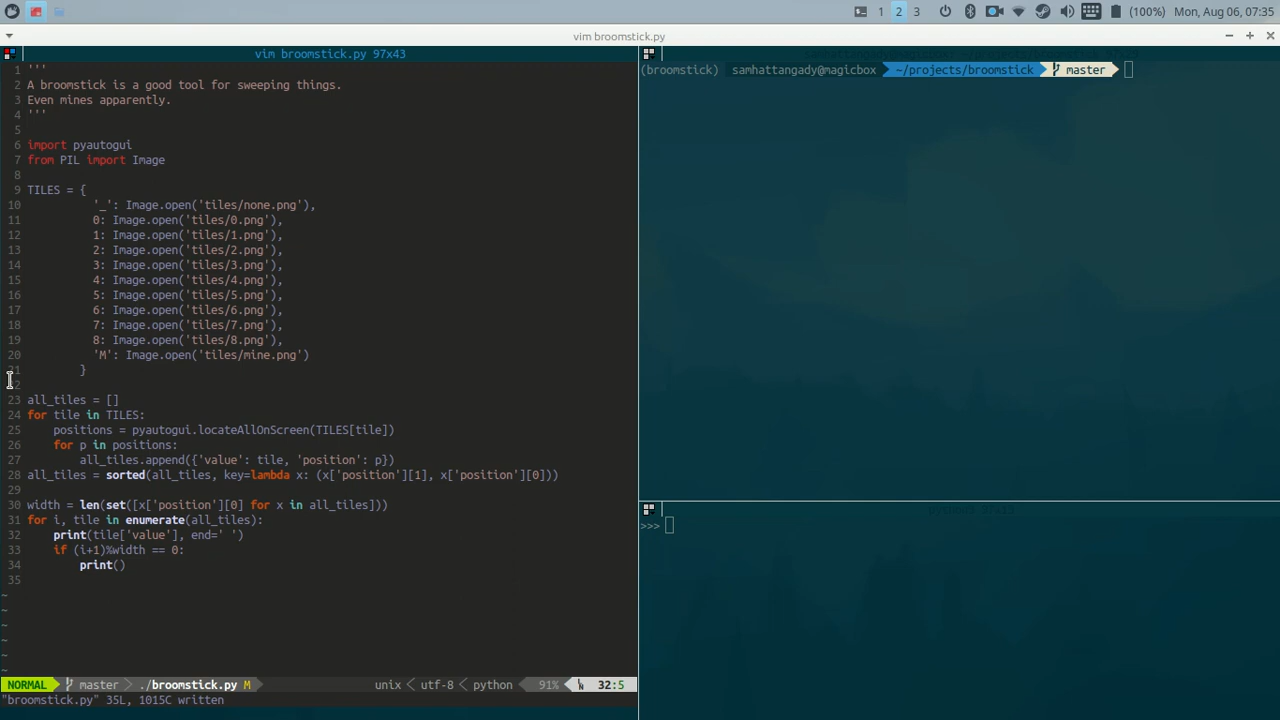 1 2 3 (100%) Mon, Aug 06, 07:35
vim broomstick.py
vim broomstick.py 97x43
1 '''
2 A broomstick is a good tool for sweeping things.
3 Even mines apparently.
4 '''
5
6 import pyautogui
7 from PIL import Image
8
9 TILES = {
10 '_': Image.open('tiles/none.png'),
11 0: Image.open('tiles/0.png'),
12 1: Image.open('tiles/1.png'),
13 2: Image.open('tiles/2.png'),
14 3: Image.open('tiles/3.png'),
15 4: Image.open('tiles/4.png'),
16 5: Image.open('tiles/5.png'),
17 6: Image.open('tiles/6.png'),
18 7: Image.open('tiles/7.png'),
19 8: Image.open('tiles/8.png'),
20 'M': Image.open('tiles/mine.png')
21 }
22
23 all_tiles = []
24 for tile in TILES:
25 positions = pyautogui.locateAllOnScreen(TILES[tile])
26 for p in positions:
27 all_tiles.append({'value': tile, 'position': p})
28 all_tiles = sorted(all_tiles, key=lambda x: (x['position'][1], x['position'][0]))
29
30 width = len(set([x['position'][0] for x in all_tiles]))
31 for i, tile in enumerate(all_tiles):
32 print(tile['value'], end=' ')
33 if (i+1)%width == 0:
34 print()
35
~
~
~
~
~
~
NORMAL master ./broomstick.py M unix < utf-8 < python 91% 32:5
"broomstick.py" 35L, 1015C written
(broomstick) samhattangady@magicbox ~/projects/broomstick master
>>>